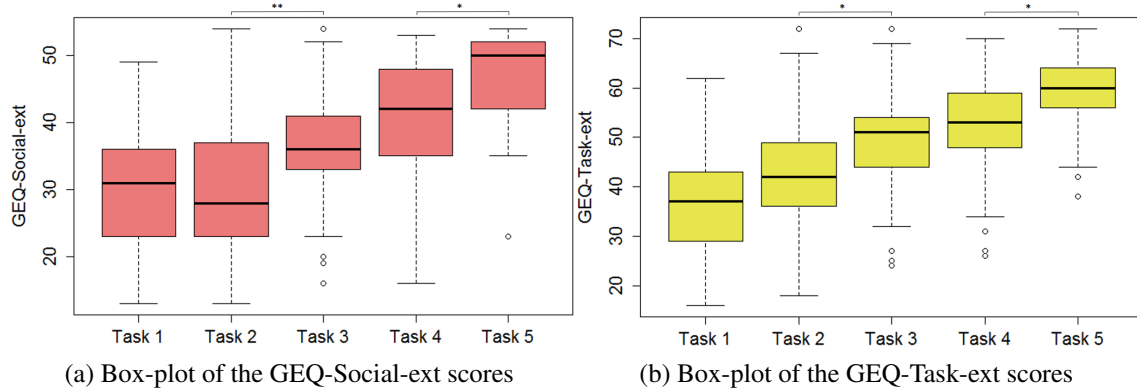 ** *
GEQ-Social-ext
50
40
30
20
Task 1 Task 2 Task 3 Task 4 Task 5
(a) Box-plot of the GEQ-Social-ext scores
* *
GEQ-Task-ext
70
60
50
40
30
20
Task 1 Task 2 Task 3 Task 4 Task 5
(b) Box-plot of the GEQ-Task-ext scores